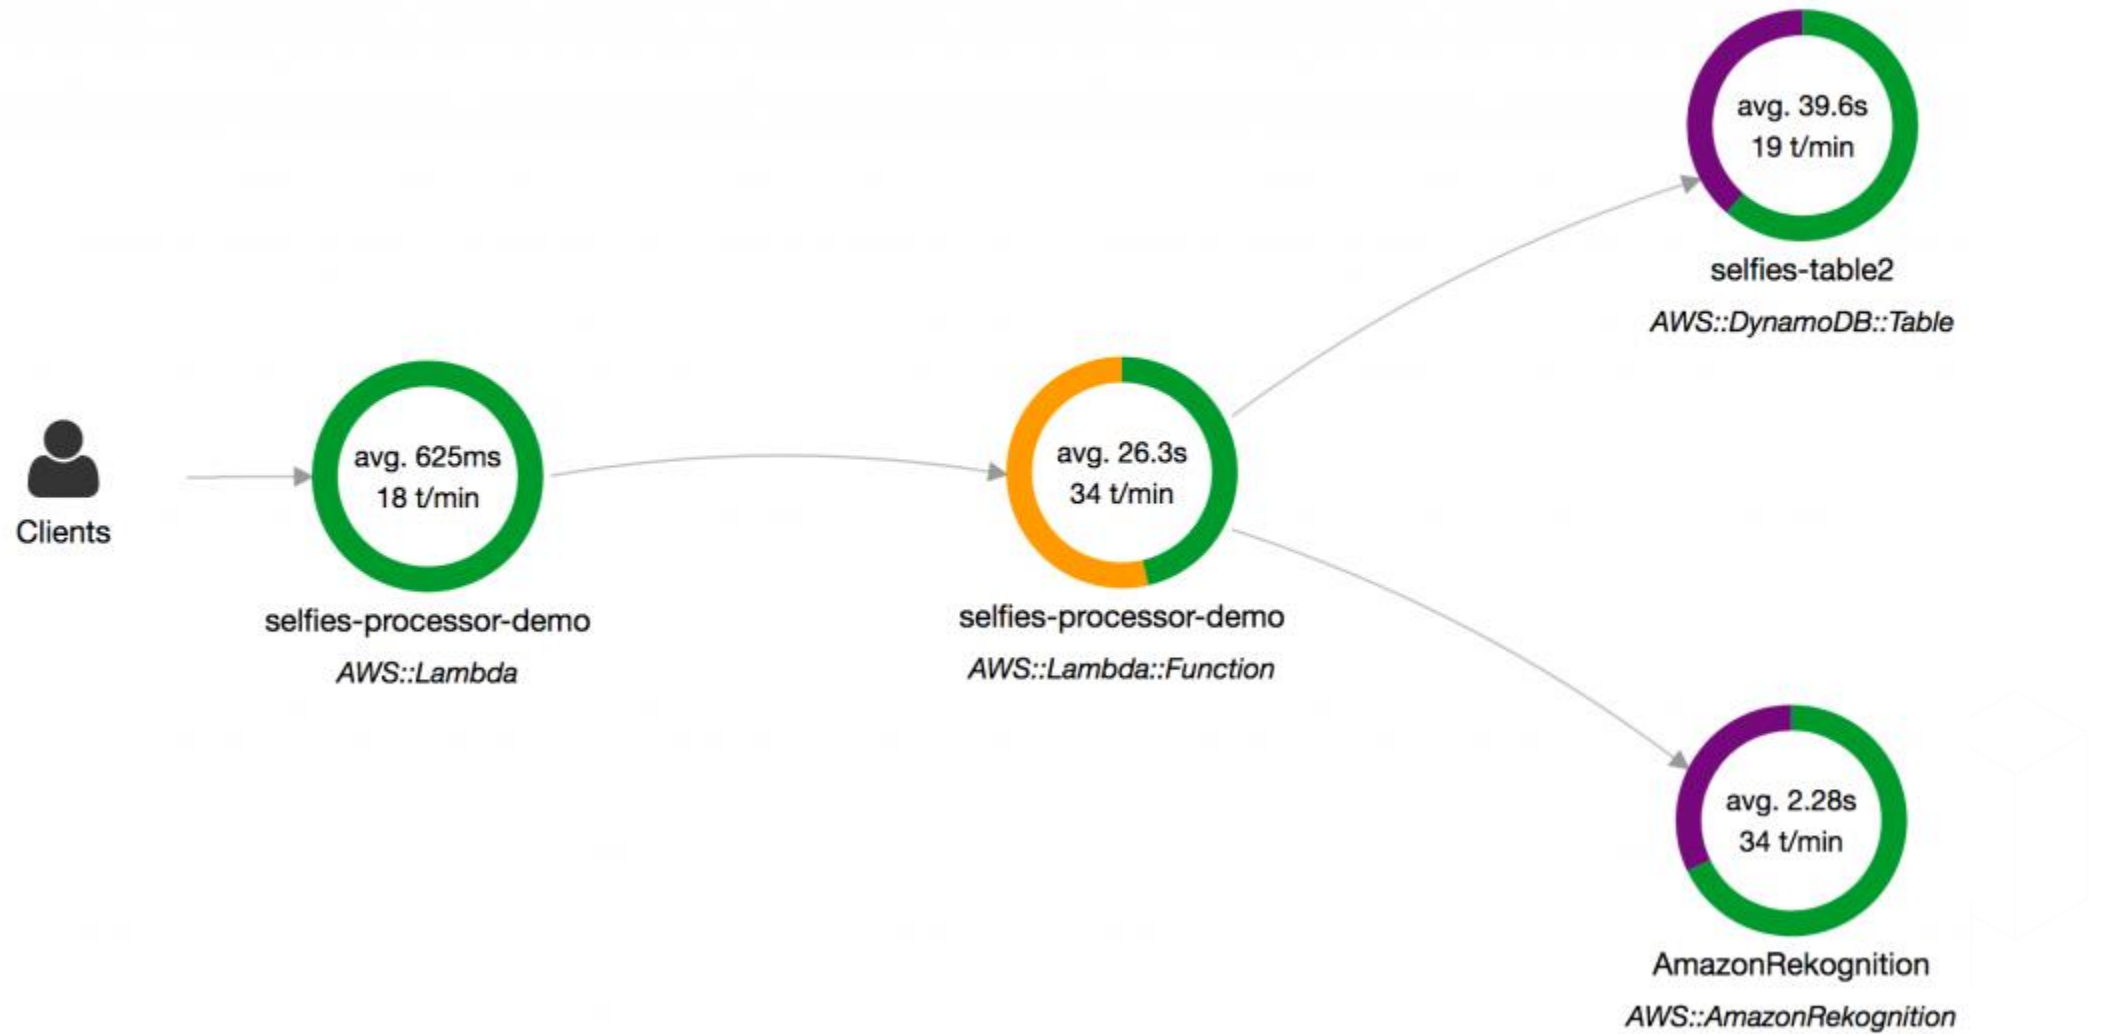 Clients
avg. 625ms
18 t/min
selfies-processor-demo
AWS::Lambda
avg. 26.3s
34 t/min
selfies-processor-demo
AWS::Lambda::Function
avg. 39.6s
19 t/min
selfies-table2
AWS::DynamoDB::Table
avg. 2.28s
34 t/min
AmazonRekognition
AWS::AmazonRekognition